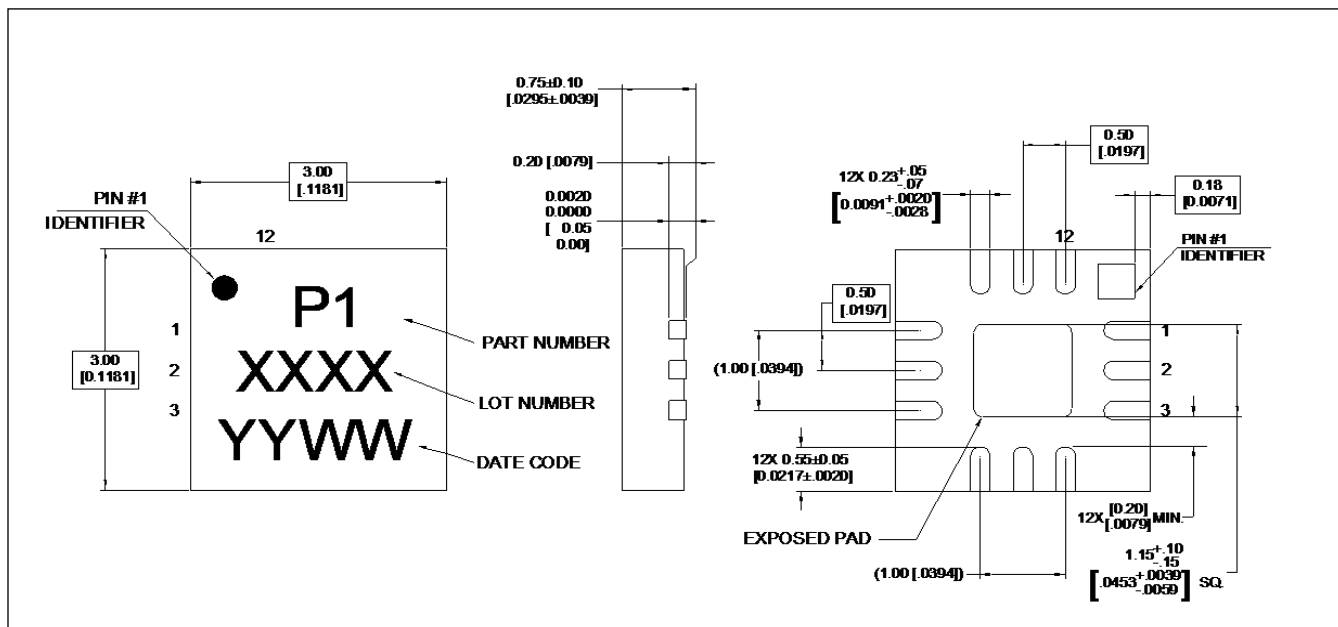 3.00
[.1181]
PIN #1
IDENTIFIER
12
3.00
[0.1181]
1
2
3
P1
XXXX
YYWW
PART NUMBER
LOT NUMBER
DATE CODE
0.75±0.10
[.0295±.0039]
0.20 [.0079]
0.0020
0.0000
[ 0.05
0.00]
12X 0.23+.05
-.07
[0.0091+.0020
-.0028]
0.50
[.0197]
0.18
[0.0071]
12
PIN #1
IDENTIFIER
0.50
[.0197]
(1.00 [.0394])
1
2
3
12X 0.55±0.05
[0.0217±.0020]
EXPOSED PAD
(1.00 [.0394])
12X [0.20]
[.0079] MIN.
1.15+.10
-.15
[.0453+.0039
-.0059] SQ.